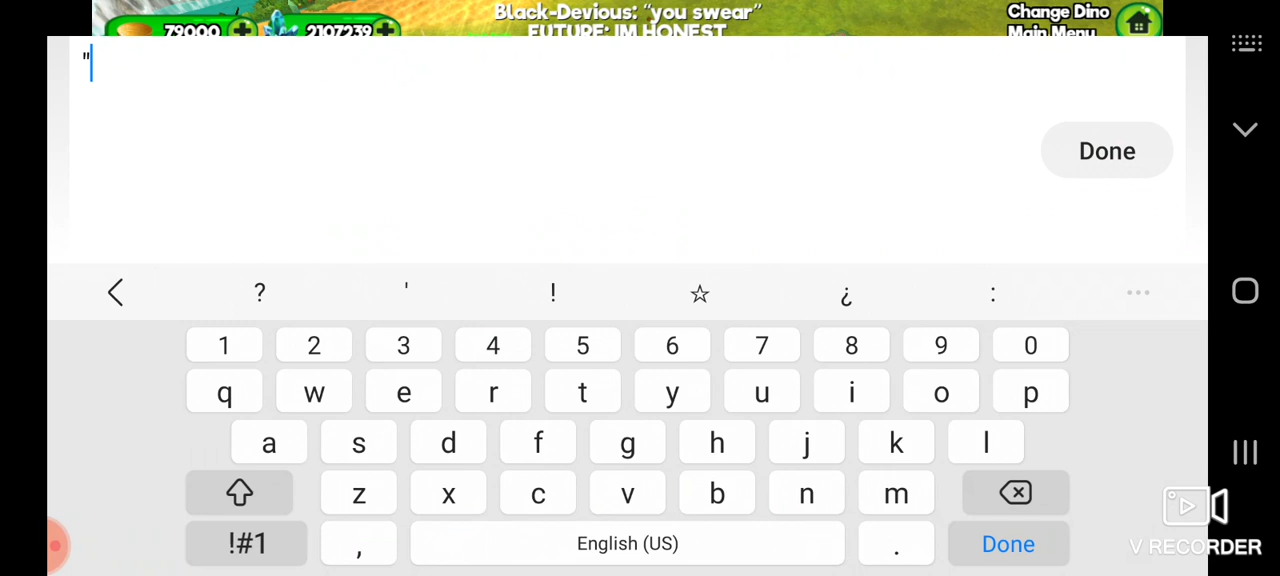 Black-Devious: “you swear”
Change Dino
79000
2107239
FUTURE: IM HONEST
Main Menu
"
Done
? ' ! ☆ ¿ : ...
1 2 3 4 5 6 7 8 9 0
q w e r t y u i o p
a s d f g h j k l
z x c v b n m
!#1 , English (US) . Done
V RECORDER